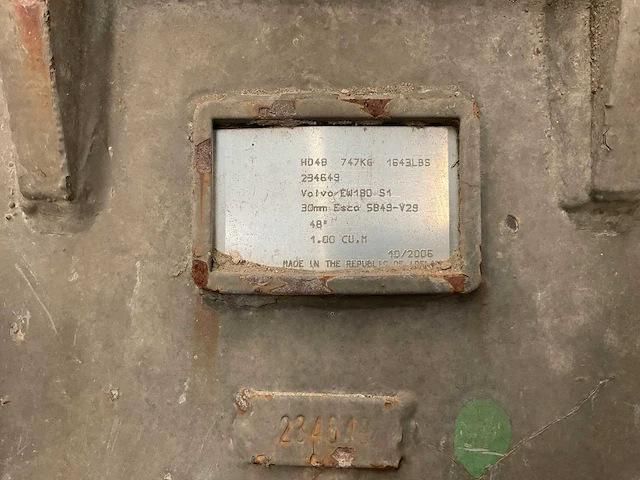 HD48 747KG 1643LBS
234649
Volvo EW180 S1
30mm Esco 5849-V29
48"
1.00 CU.M
10/2006
MADE IN THE REPUBLIC OF